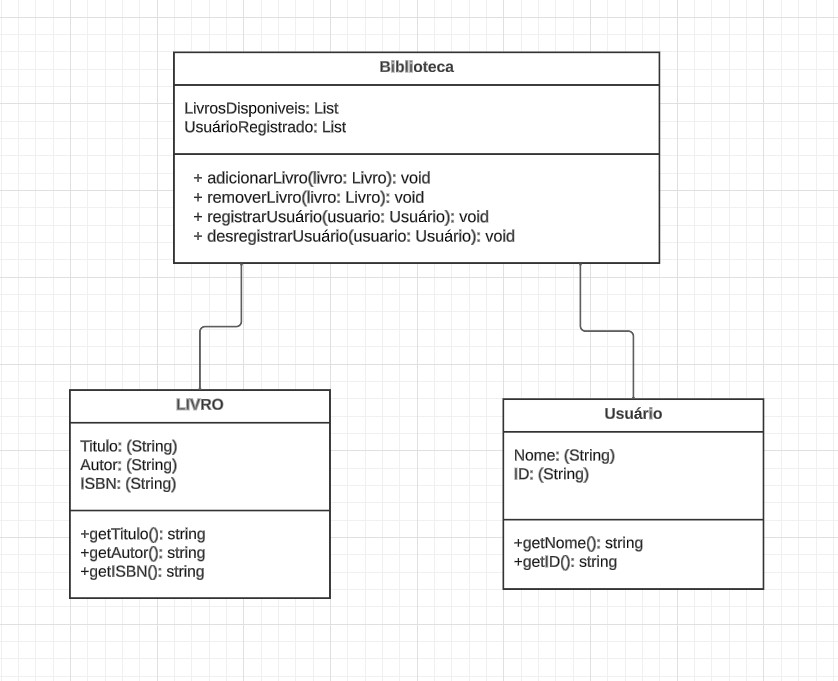 Biblioteca
LivrosDisponiveis: List
UsuárioRegistrado: List
+ adicionarLivro(livro: Livro): void
+ removerLivro(livro: Livro): void
+ registrarUsuário(usuario: Usuário): void
+ desregistrarUsuário(usuario: Usuário): void
LIVRO
Titulo: (String)
Autor: (String)
ISBN: (String)
+getTitulo(): string
+getAutor(): string
+getISBN(): string
Usuário
Nome: (String)
ID: (String)
+getNome(): string
+getID(): string